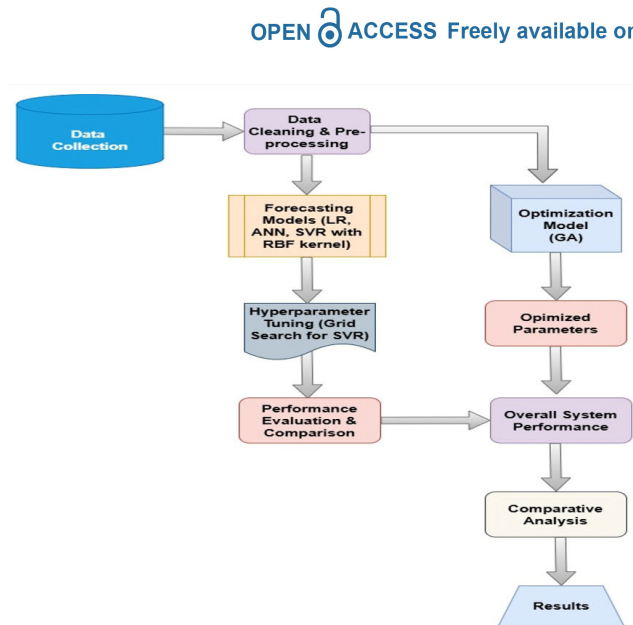 OPEN ACCESS Freely available
Data
Collection
Data
Cleaning & Pre-
processing
Forecasting
Models (LR,
ANN, SVR with
RBF kernel)
Optimization
Model
(GA)
Hyperparameter
Tuning (Grid
Search for SVR)
Opimized
Parameters
Performance
Evaluation &
Comparison
Overall System
Performance
Comparative
Analysis
Results